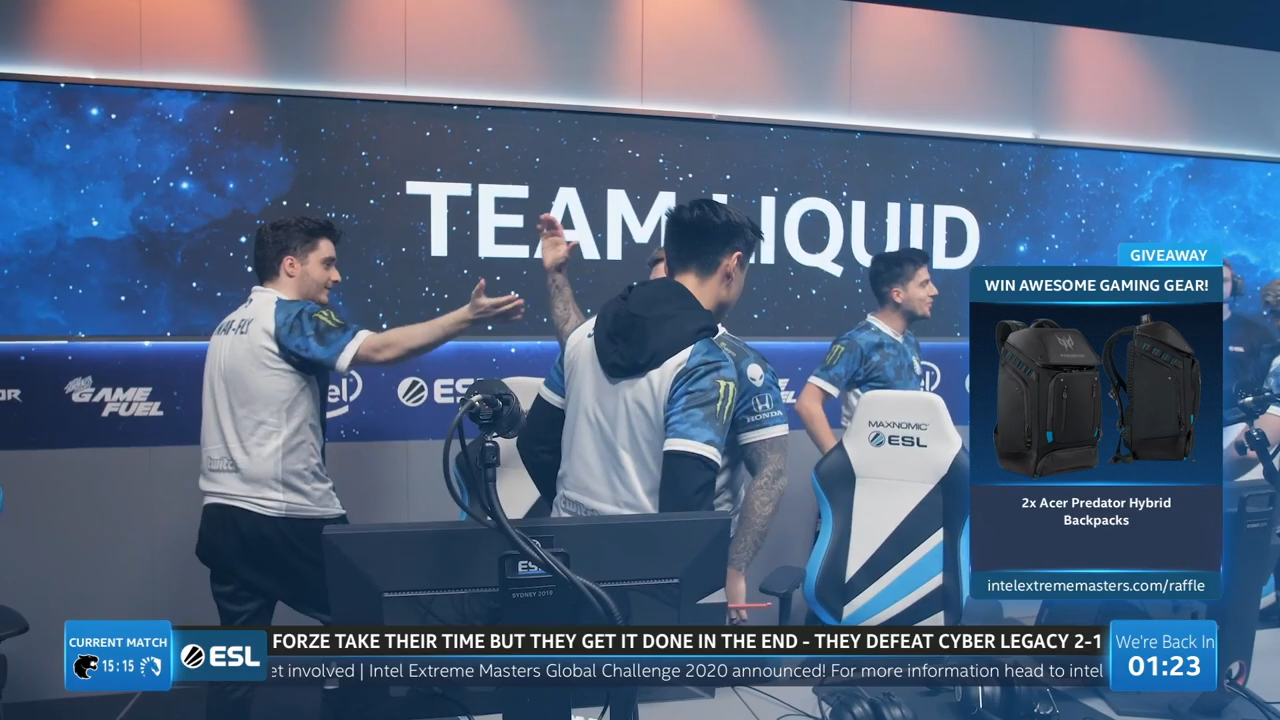 TEAM LIQUID
GIVEAWAY
WIN AWESOME GAMING GEAR!
2x Acer Predator Hybrid
Backpacks
intelextrememasters.com/raffle
GAME
FUEL
ESL
HONDA
MAXNOMIC
ESL
twitch
ESL
SYDNEY 2019
CURRENT MATCH
15:15
ESL
FORZE TAKE THEIR TIME BUT THEY GET IT DONE IN THE END - THEY DEFEAT CYBER LEGACY 2-1
et involved | Intel Extreme Masters Global Challenge 2020 announced! For more information head to intel
We're Back In
01:23